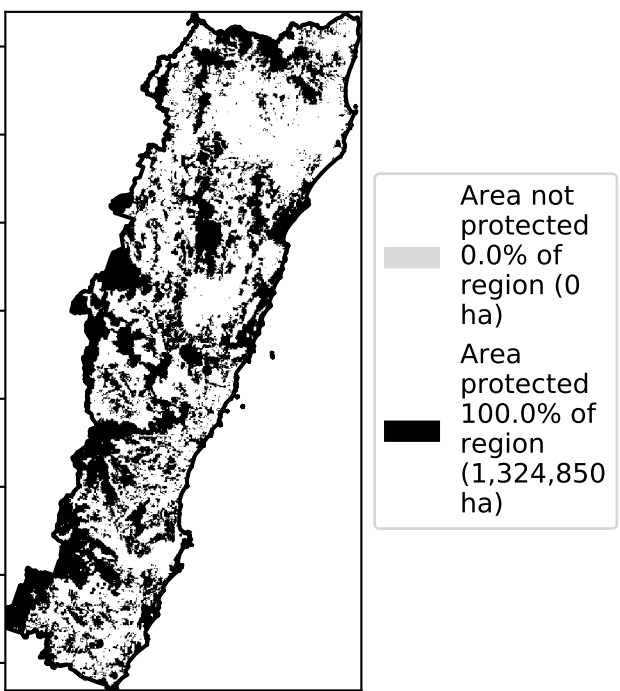 Area not
protected
0.0% of
region (0
ha)
Area
protected
100.0% of
region
(1,324,850
ha)